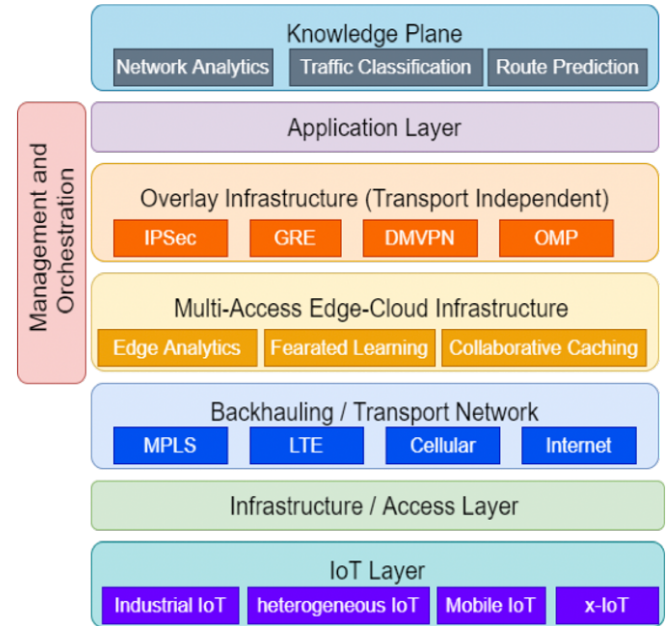 Knowledge Plane
Network Analytics
Traffic Classification
Route Prediction
Management and
Orchestration
Application Layer
Overlay Infrastructure (Transport Independent)
IPSec
GRE
DMVPN
OMP
Multi-Access Edge-Cloud Infrastructure
Edge Analytics
Fearated Learning
Collaborative Caching
Backhauling / Transport Network
MPLS
LTE
Cellular
Internet
Infrastructure / Access Layer
IoT Layer
Industrial IoT
heterogeneous IoT
Mobile IoT
x-IoT